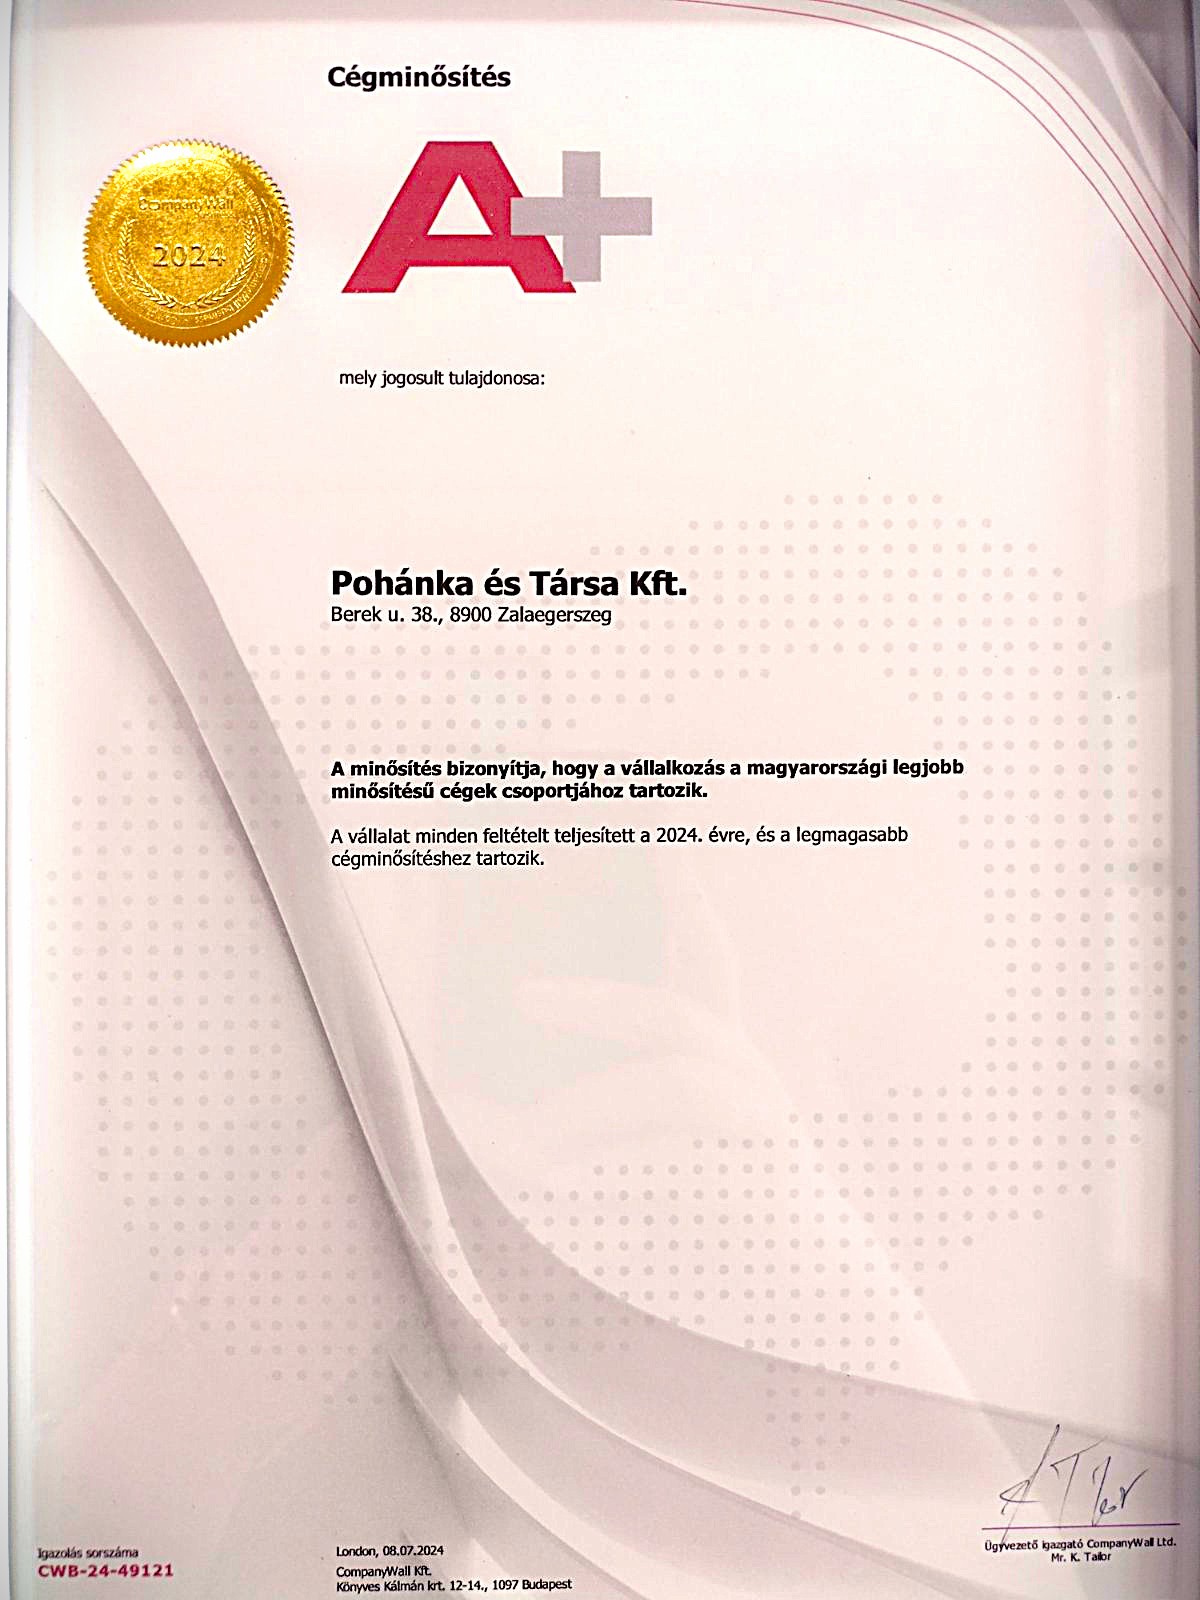 Cégminősítés
CompanyWall
2024
A+
mely jogosult tulajdonosa:
Pohánka és Társa Kft.
Berek u. 38., 8900 Zalaegerszeg
A minősítés bizonyítja, hogy a vállalkozás a magyarországi legjobb
minősítésű cégek csoportjához tartozik.
A vállalat minden feltételt teljesített a 2024. évre, és a legmagasabb
cégminősítéshez tartozik.
Igazolás sorszáma
CWB-24-49121
London, 08.07.2024
CompanyWall Kft.
Könyves Kálmán krt. 12-14., 1097 Budapest
Ügyvezető igazgató CompanyWall Ltd.
Mr. K. Tailor